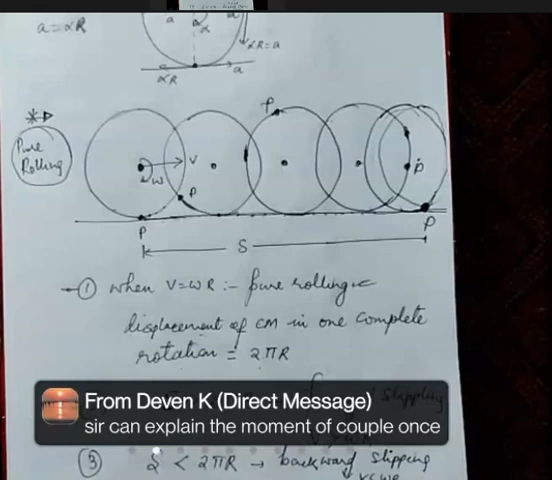 a = αR
a
α
αR = a
αR
a
Pure
Rolling
P
V
W
P
P
P
P
S
① when V = ωR :- pure rolling
displacement of CM in one complete
rotation = 2πR
slipping
From Deven K (Direct Message)
sir can explain the moment of couple once
③ S < 2πR → backward slipping